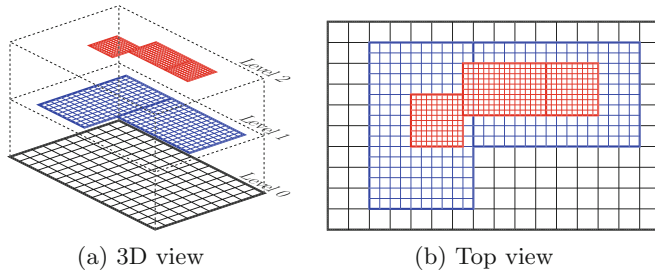 Level 2
Level 1
Level 0
(a) 3D view
(b) Top view